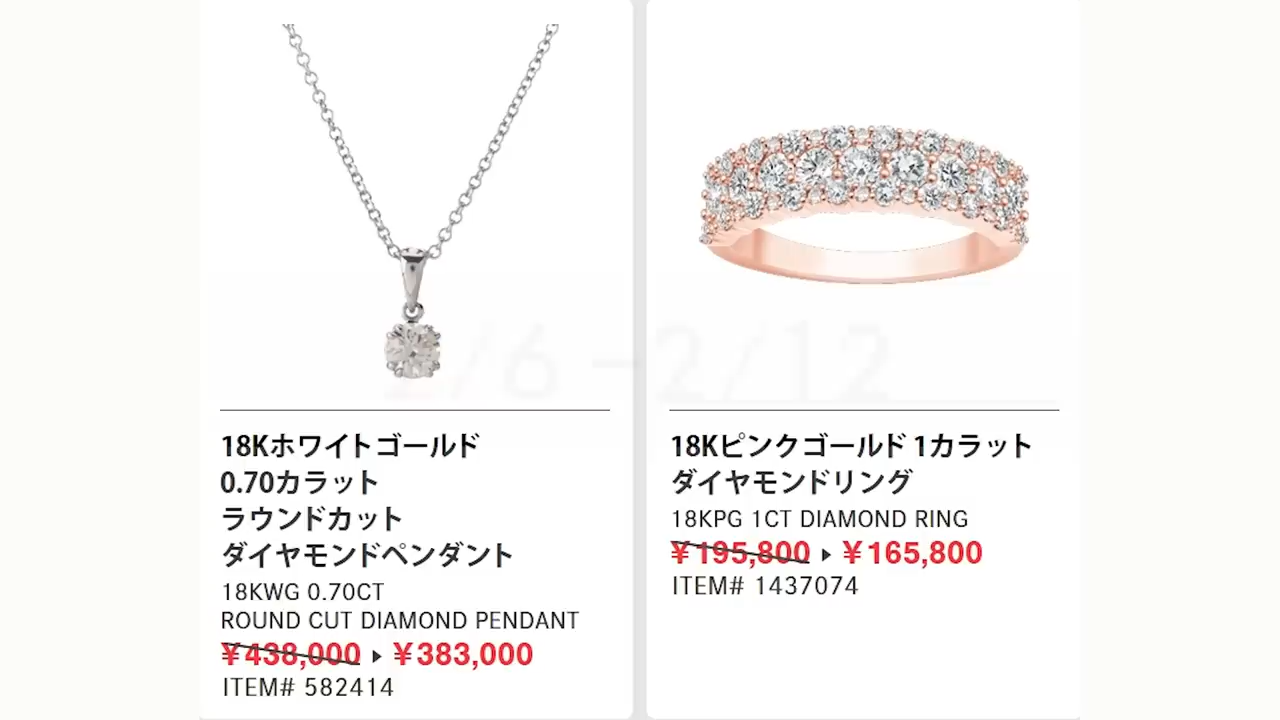 18Kホワイトゴールド
0.70カラット
ラウンドカット
ダイヤモンドペンダント
18KWG 0.70CT
ROUND CUT DIAMOND PENDANT
¥438,000 ▸ ¥383,000
ITEM# 582414
18Kピンクゴールド 1カラット
ダイヤモンドリング
18KPG 1CT DIAMOND RING
¥195,800 ▸ ¥165,800
ITEM# 1437074
/6-2/12